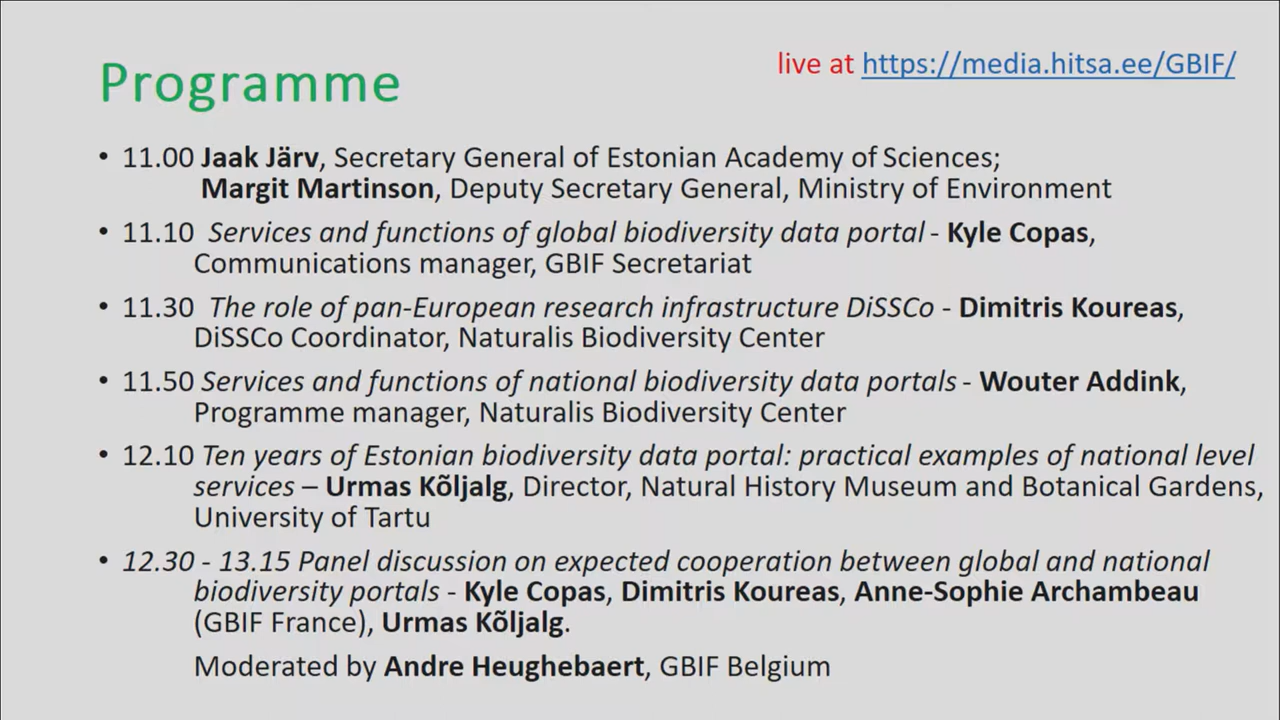 Programme
live at https://media.hitsa.ee/GBIF/
• 11.00 Jaak Järv, Secretary General of Estonian Academy of Sciences;
Margit Martinson, Deputy Secretary General, Ministry of Environment
• 11.10 Services and functions of global biodiversity data portal - Kyle Copas,
Communications manager, GBIF Secretariat
• 11.30 The role of pan-European research infrastructure DiSSCo - Dimitris Koureas,
DiSSCo Coordinator, Naturalis Biodiversity Center
• 11.50 Services and functions of national biodiversity data portals - Wouter Addink,
Programme manager, Naturalis Biodiversity Center
• 12.10 Ten years of Estonian biodiversity data portal: practical examples of national level
services – Urmas Kõljalg, Director, Natural History Museum and Botanical Gardens,
University of Tartu
• 12.30 - 13.15 Panel discussion on expected cooperation between global and national
biodiversity portals - Kyle Copas, Dimitris Koureas, Anne-Sophie Archambeau
(GBIF France), Urmas Kõljalg.
Moderated by Andre Heughebaert, GBIF Belgium